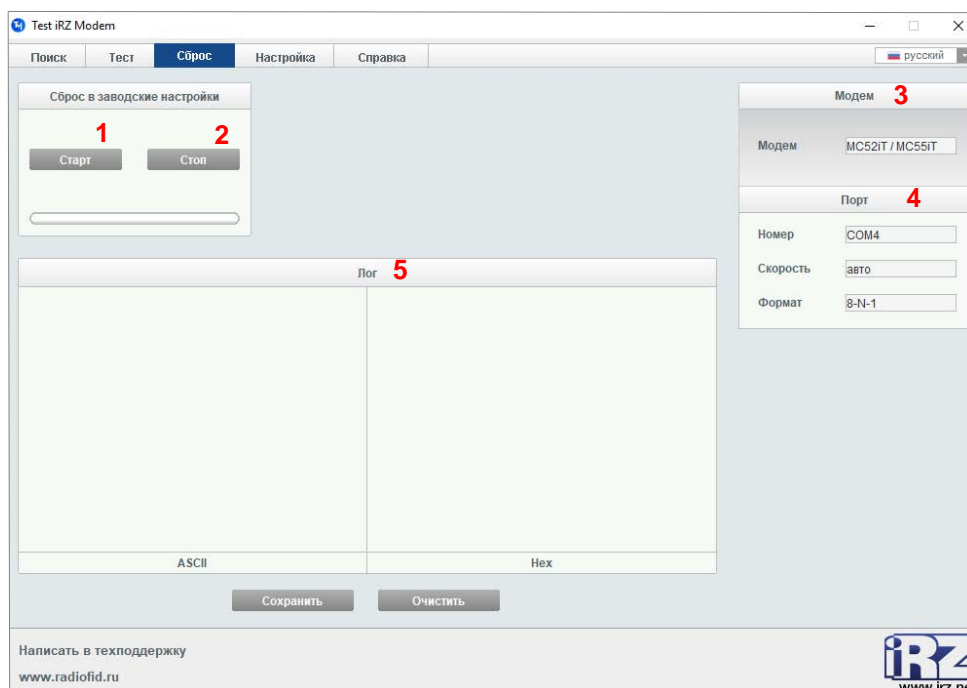 Test iRZ Modem
Поиск Тест Сброс Настройка Справка русский
Сброс в заводские настройки
1 2
Старт Стоп
Модем 3
Модем MC52iT / MC55iT
Порт 4
Номер COM4
Скорость авто
Формат 8-N-1
Лог 5
ASCII Hex
Сохранить Очистить
Написать в техподдержку
www.radiofid.ru
iRZ